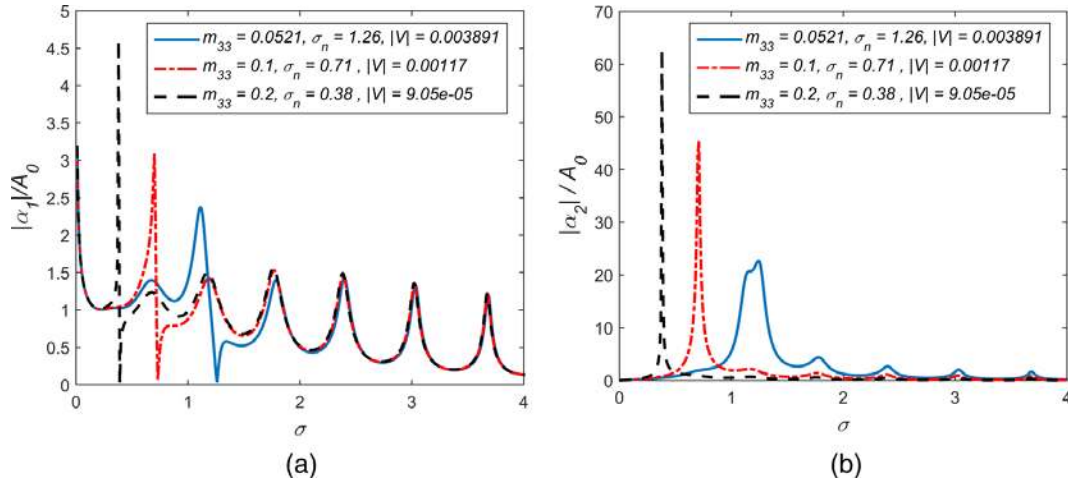 5
4.5
4
3.5
3
2.5
2
1.5
1
0.5
0
|α₁|/A₀
m₃₃ = 0.0521, σₙ = 1.26, |V| = 0.003891
m₃₃ = 0.1, σₙ = 0.71 , |V| = 0.00117
m₃₃ = 0.2, σₙ = 0.38 , |V| = 9.05e-05
0 1 2 3 4
σ
(a)
70
60
50
40
30
20
10
0
|α₂| / A₀
m₃₃ = 0.0521, σₙ = 1.26, |V| = 0.003891
m₃₃ = 0.1, σₙ = 0.71 , |V| = 0.00117
m₃₃ = 0.2, σₙ = 0.38 , |V| = 9.05e-05
0 1 2 3 4
σ
(b)